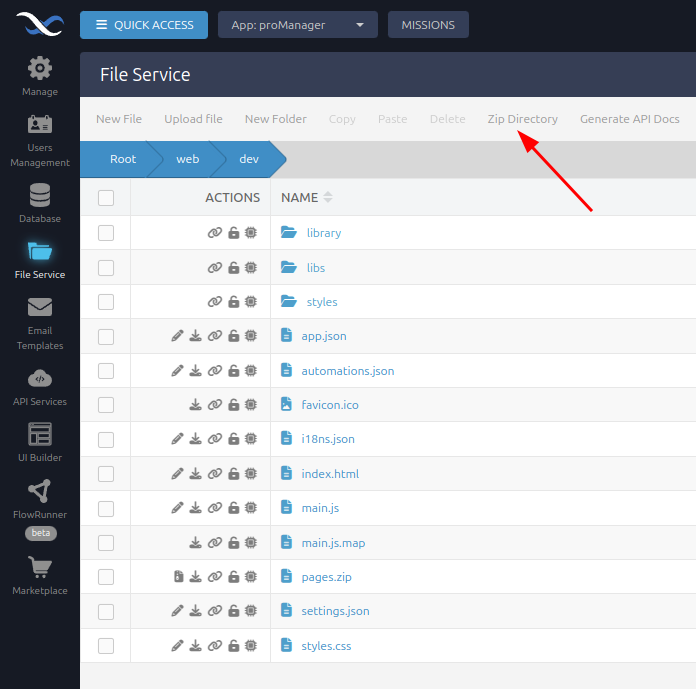 QUICK ACCESS
App: proManager
MISSIONS
Manage
Users
Management
Database
File Service
Email
Templates
API Services
UI Builder
FlowRunner
beta
Marketplace
File Service
New File Upload file New Folder Copy Paste Delete Zip Directory Generate API Docs
Root web dev
ACTIONS NAME
library
libs
styles
app.json
automations.json
favicon.ico
i18ns.json
index.html
main.js
main.js.map
pages.zip
settings.json
styles.css